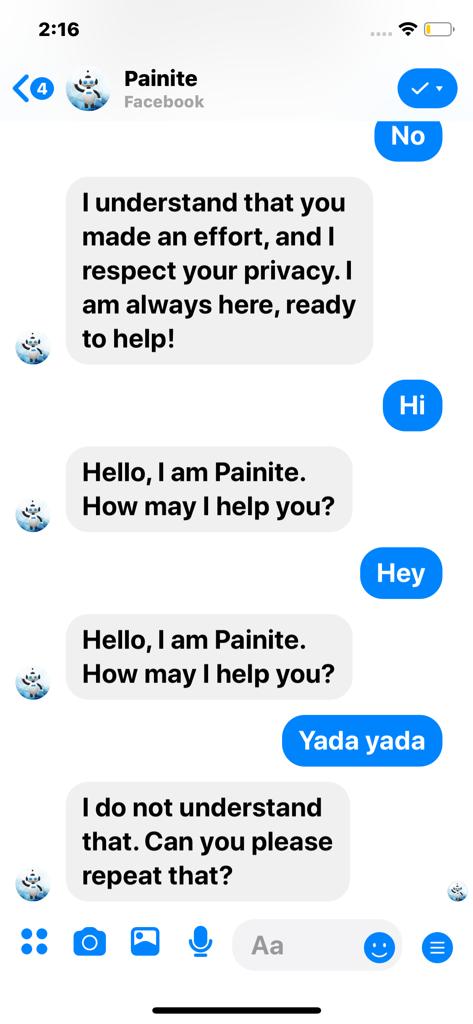 2:16
4
Painite
Facebook
No
I understand that you
made an effort, and I
respect your privacy. I
am always here, ready
to help!
Hi
Hello, I am Painite.
How may I help you?
Hey
Hello, I am Painite.
How may I help you?
Yada yada
I do not understand
that. Can you please
repeat that?
Aa